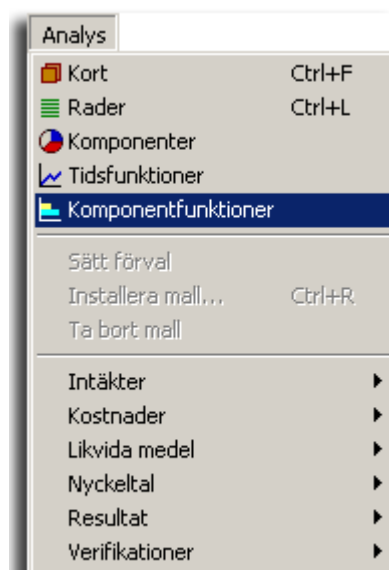 Analys
Kort Ctrl+F
Rader Ctrl+L
Komponenter
Tidsfunktioner
Komponentfunktioner
Sätt förval
Installera mall... Ctrl+R
Ta bort mall
Intäkter
Kostnader
Likvida medel
Nyckeltal
Resultat
Verifikationer